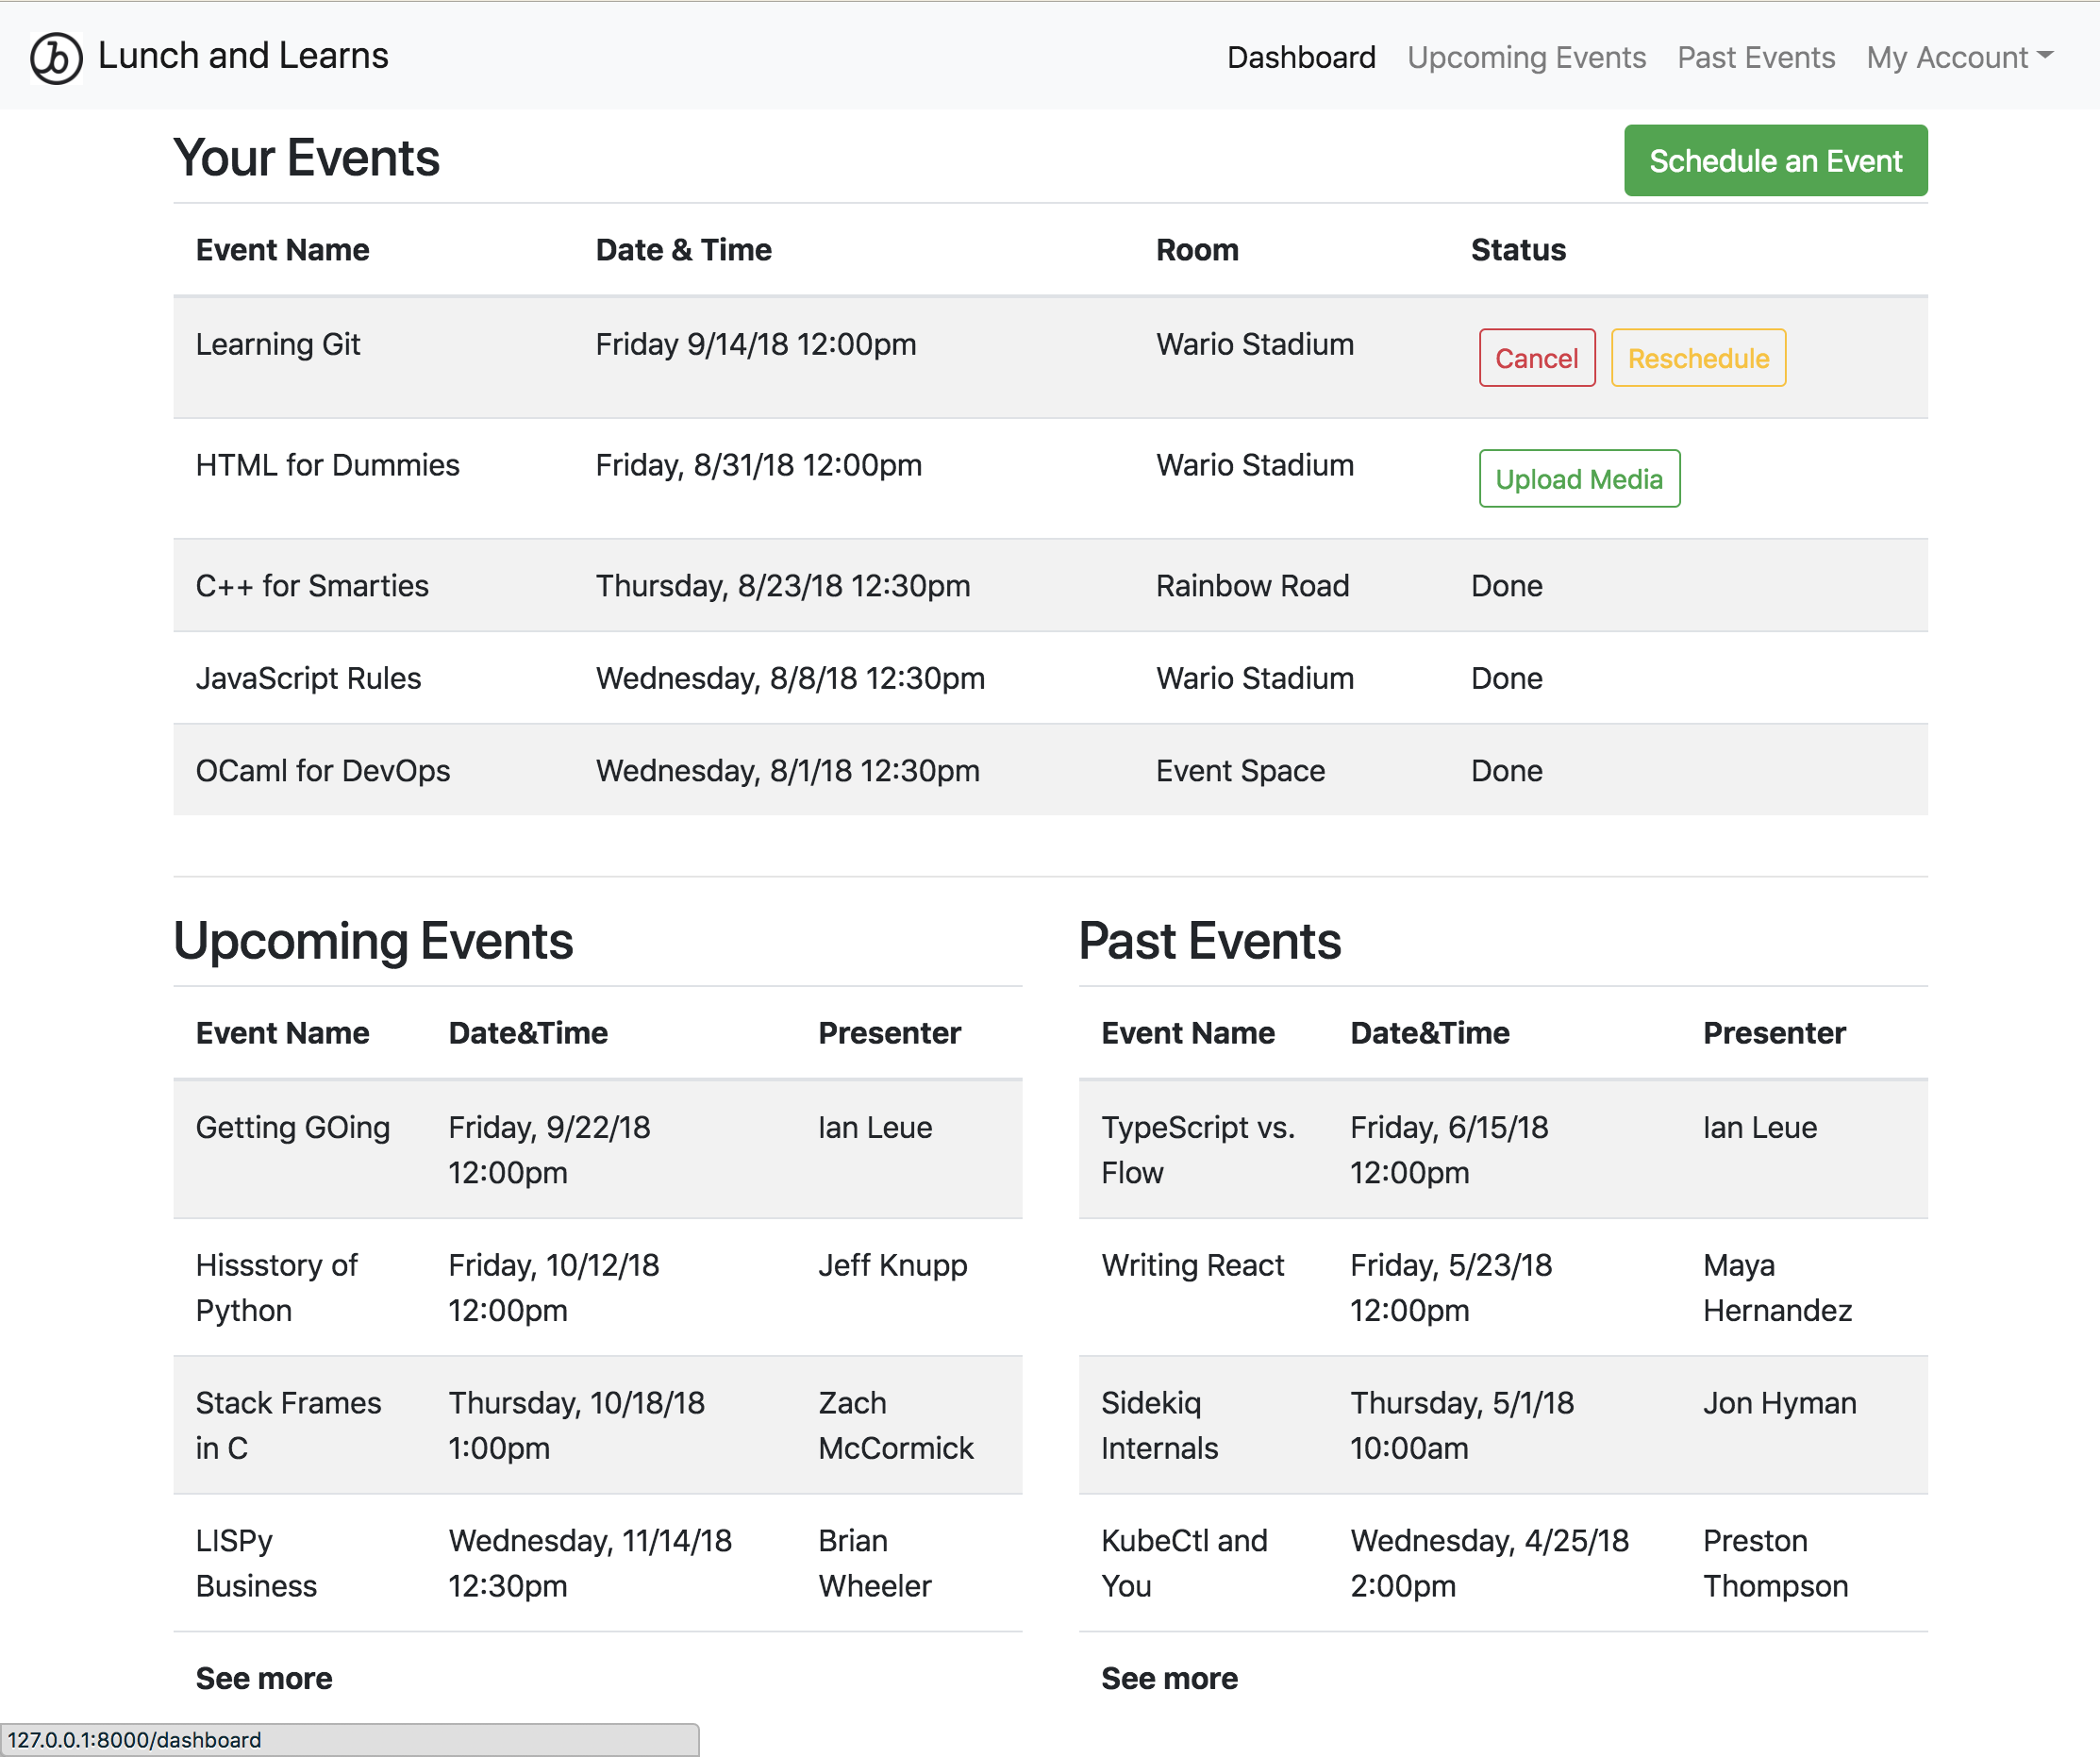 b Lunch and Learns
Dashboard Upcoming Events Past Events My Account
Your Events
Schedule an Event
Event Name Date & Time Room Status
Learning Git Friday 9/14/18 12:00pm Wario Stadium Cancel Reschedule
HTML for Dummies Friday, 8/31/18 12:00pm Wario Stadium Upload Media
C++ for Smarties Thursday, 8/23/18 12:30pm Rainbow Road Done
JavaScript Rules Wednesday, 8/8/18 12:30pm Wario Stadium Done
OCaml for DevOps Wednesday, 8/1/18 12:30pm Event Space Done
Upcoming Events
Event Name Date&Time Presenter
Getting GOing Friday, 9/22/18 Ian Leue
12:00pm
Hissstory of Friday, 10/12/18 Jeff Knupp
Python 12:00pm
Stack Frames Thursday, 10/18/18 Zach
in C 1:00pm McCormick
LISPy Wednesday, 11/14/18 Brian
Business 12:30pm Wheeler
See more
Past Events
Event Name Date&Time Presenter
TypeScript vs. Friday, 6/15/18 Ian Leue
Flow 12:00pm
Writing React Friday, 5/23/18 Maya
12:00pm Hernandez
Sidekiq Thursday, 5/1/18 Jon Hyman
Internals 10:00am
KubeCtl and Wednesday, 4/25/18 Preston
You 2:00pm Thompson
See more
127.0.0.1:8000/dashboard